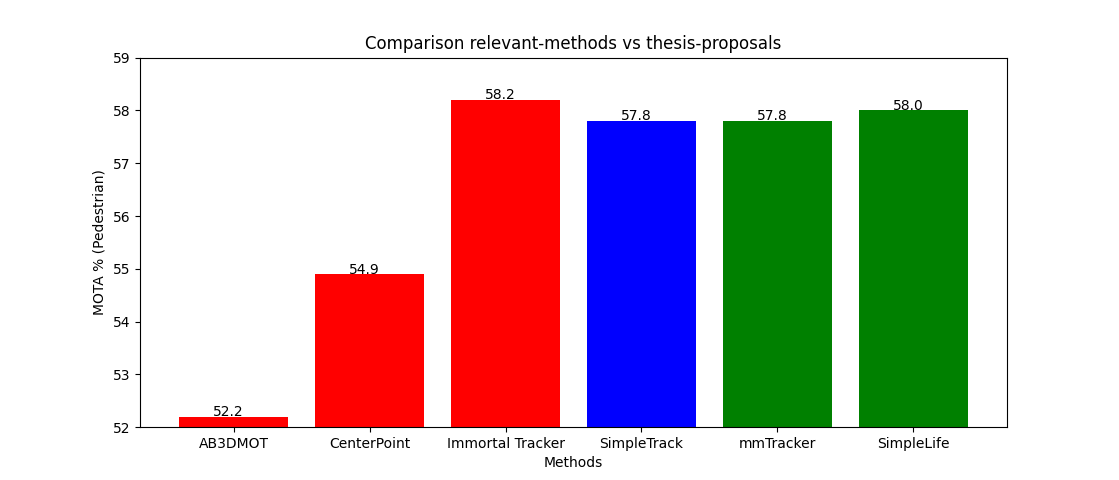 Comparison relevant-methods vs thesis-proposals
MOTA % (Pedestrian)
59
58
57
56
55
54
53
52
52.2
54.9
58.2
57.8
57.8
58.0
AB3DMOT
CenterPoint
Immortal Tracker
SimpleTrack
mmTracker
SimpleLife
Methods